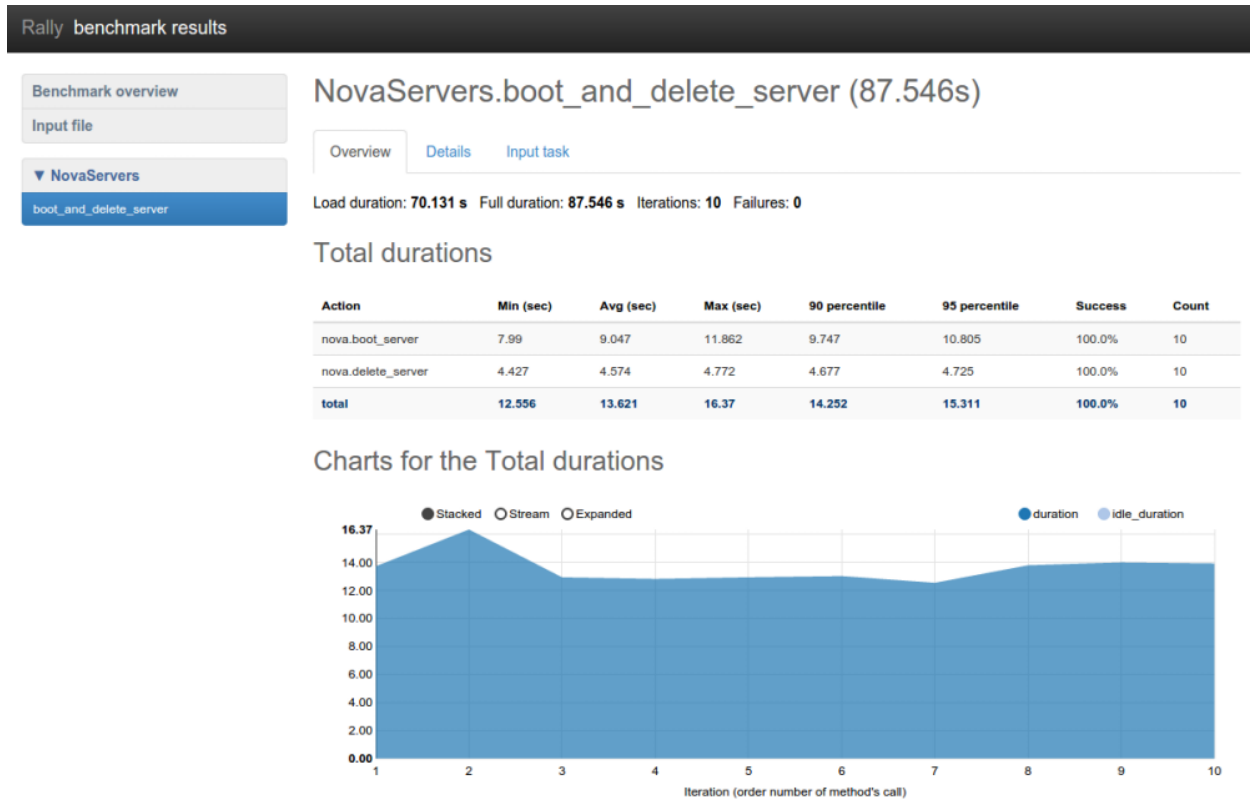 Rally benchmark results
Benchmark overview
Input file
▼ NovaServers
boot_and_delete_server
NovaServers.boot_and_delete_server (87.546s)
Overview Details Input task
Load duration: 70.131 s Full duration: 87.546 s Iterations: 10 Failures: 0
Total durations
Action Min (sec) Avg (sec) Max (sec) 90 percentile 95 percentile Success Count
nova.boot_server 7.99 9.047 11.862 9.747 10.805 100.0% 10
nova.delete_server 4.427 4.574 4.772 4.677 4.725 100.0% 10
total 12.556 13.621 16.37 14.252 15.311 100.0% 10
Charts for the Total durations
Stacked Stream Expanded duration idle_duration
16.37
14.00
12.00
10.00
8.00
6.00
4.00
2.00
0.00
1 2 3 4 5 6 7 8 9 10
Iteration (order number of method's call)